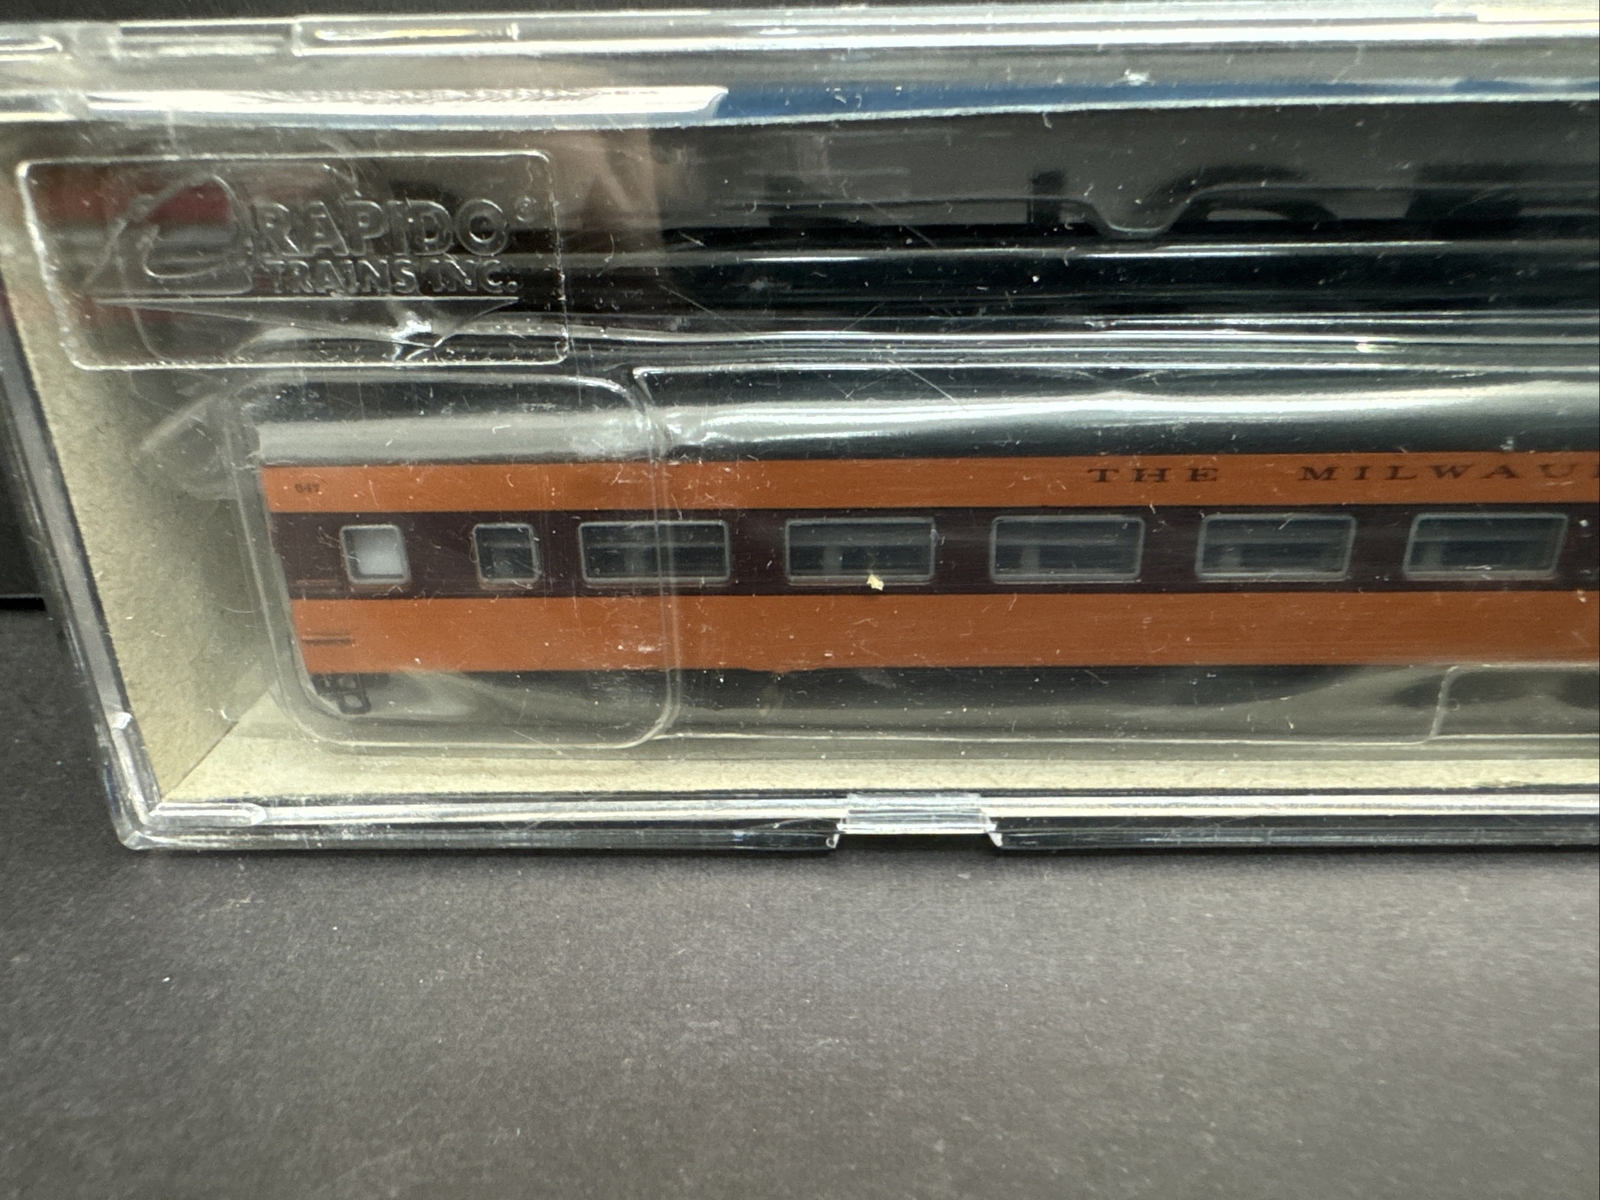 RAPIDO
TRAINS INC.
THE MILWAU